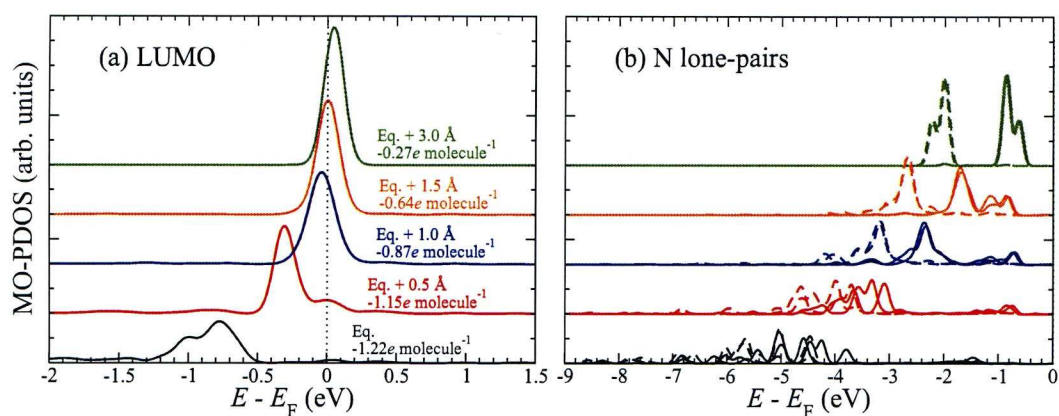 (a) LUMO
(b) N lone-pairs
MO-PDOS (arb. units)
Eq. + 3.0 Å
-0.27e molecule⁻¹
Eq. + 1.5 Å
-0.64e molecule⁻¹
Eq. + 1.0 Å
-0.87e molecule⁻¹
Eq. + 0.5 Å
-1.15e molecule⁻¹
Eq.
-1.22e molecule⁻¹
-2 -1.5 -1 -0.5 0 0.5 1 1.5
-9 -8 -7 -6 -5 -4 -3 -2 -1 0
E - E_F (eV)
E - E_F (eV)